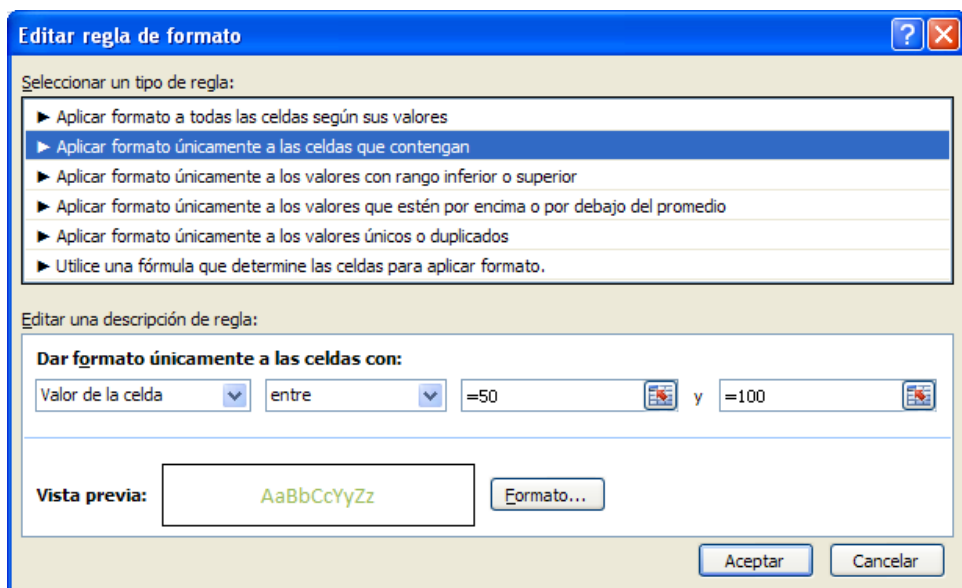 Editar regla de formato
Seleccionar un tipo de regla:
► Aplicar formato a todas las celdas según sus valores
► Aplicar formato únicamente a las celdas que contengan
► Aplicar formato únicamente a los valores con rango inferior o superior
► Aplicar formato únicamente a los valores que estén por encima o por debajo del promedio
► Aplicar formato únicamente a los valores únicos o duplicados
► Utilice una fórmula que determine las celdas para aplicar formato.
Editar una descripción de regla:
Dar formato únicamente a las celdas con:
Valor de la celda entre =50 y =100
Vista previa: AaBbCcYyZz Formato...
Aceptar Cancelar